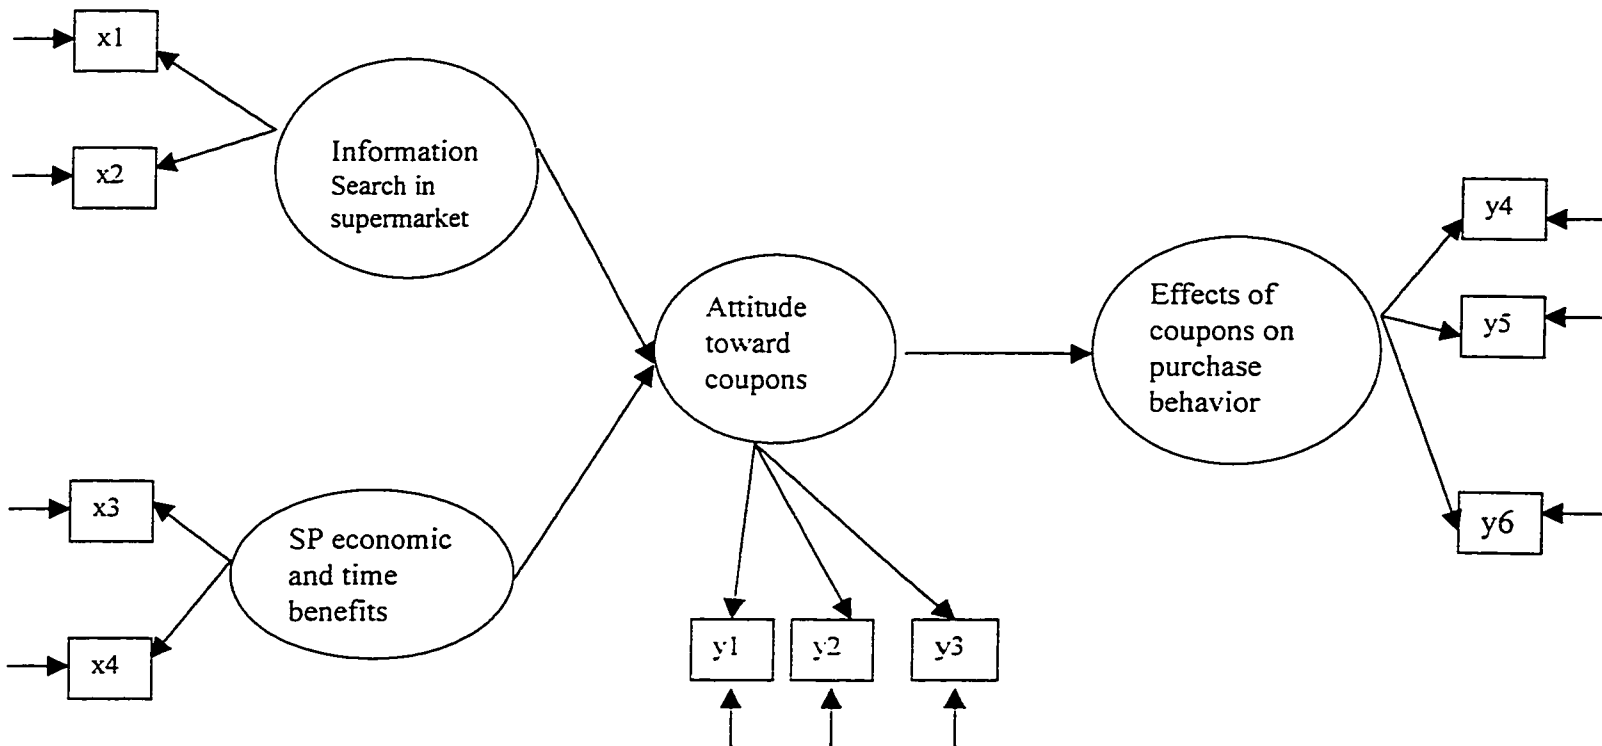 x1
x2
Information
Search in
supermarket
Attitude
toward
coupons
Effects of
coupons on
purchase
behavior
y4
y5
y6
x3
x4
SP economic
and time
benefits
y1
y2
y3